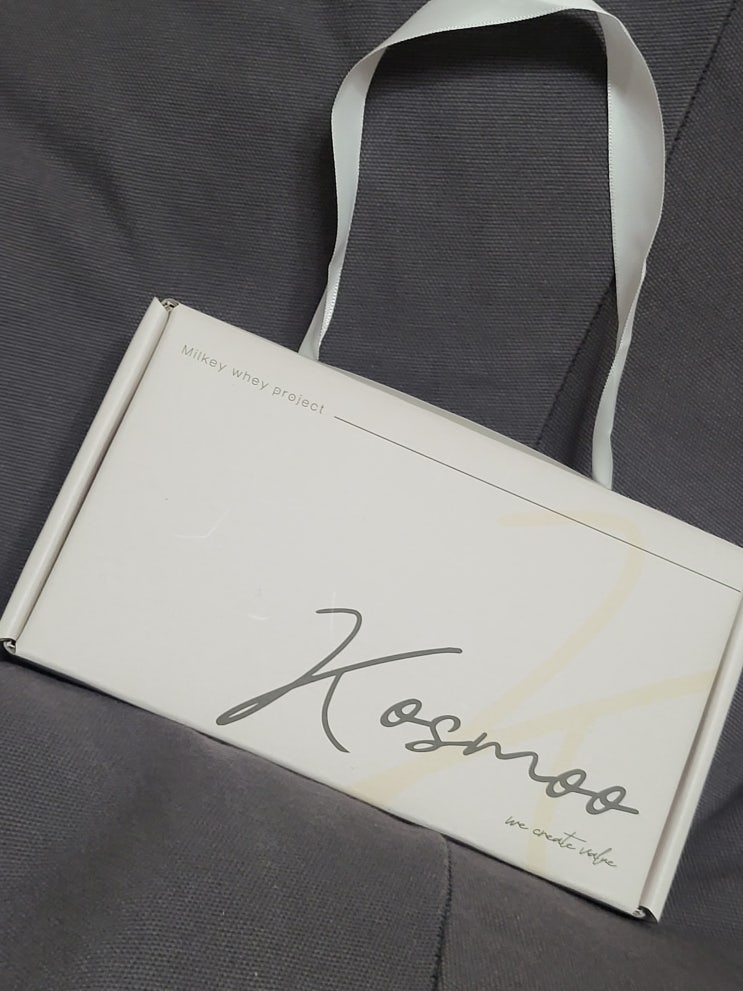 Milkey whey project
Kosmoo
we create value